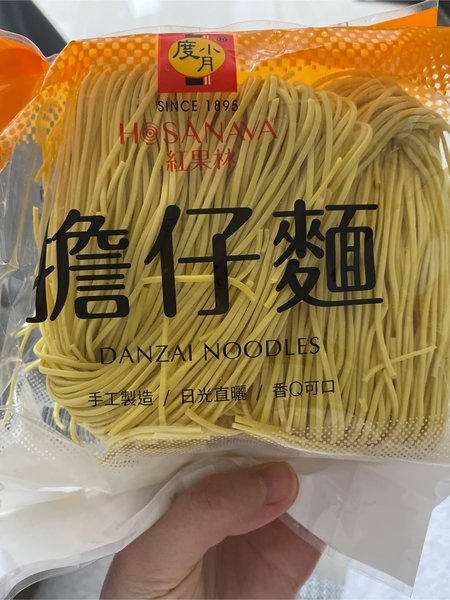 度小月®
SINCE 1895
HOSANAVA
紅果林
擔仔麵
DANZAI NOODLES
手工製造 / 日光直曬 / 香Q可口